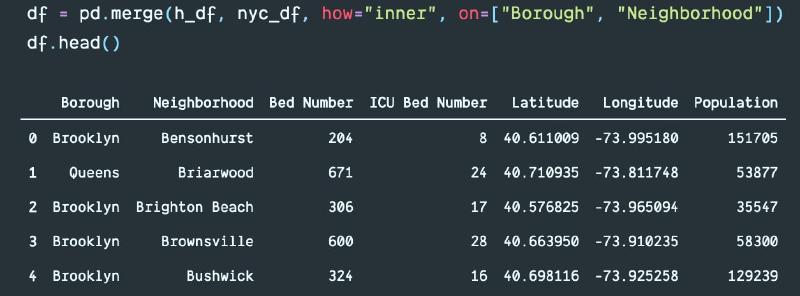 df = pd.merge(h_df, nyc_df, how="inner", on=["Borough", "Neighborhood"])
df.head()
Borough Neighborhood Bed Number ICU Bed Number Latitude Longitude Population
0 Brooklyn Bensonhurst 204 8 40.611009 -73.995180 151705
1 Queens Briarwood 671 24 40.710935 -73.811748 53877
2 Brooklyn Brighton Beach 306 17 40.576825 -73.965094 35547
3 Brooklyn Brownsville 600 28 40.663950 -73.910235 58300
4 Brooklyn Bushwick 324 16 40.698116 -73.925258 129239